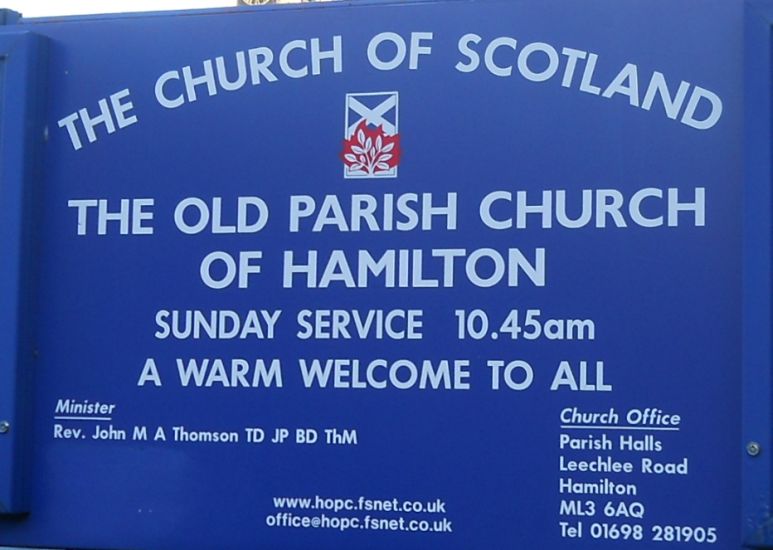 THE CHURCH OF SCOTLAND
THE OLD PARISH CHURCH
OF HAMILTON
SUNDAY SERVICE 10.45am
A WARM WELCOME TO ALL
Minister
Rev. John M A Thomson TD JP BD ThM
Church Office
Parish Halls
Leechlee Road
Hamilton
ML3 6AQ
Tel 01698 281905
www.hopc.fsnet.co.uk
office@hopc.fsnet.co.uk